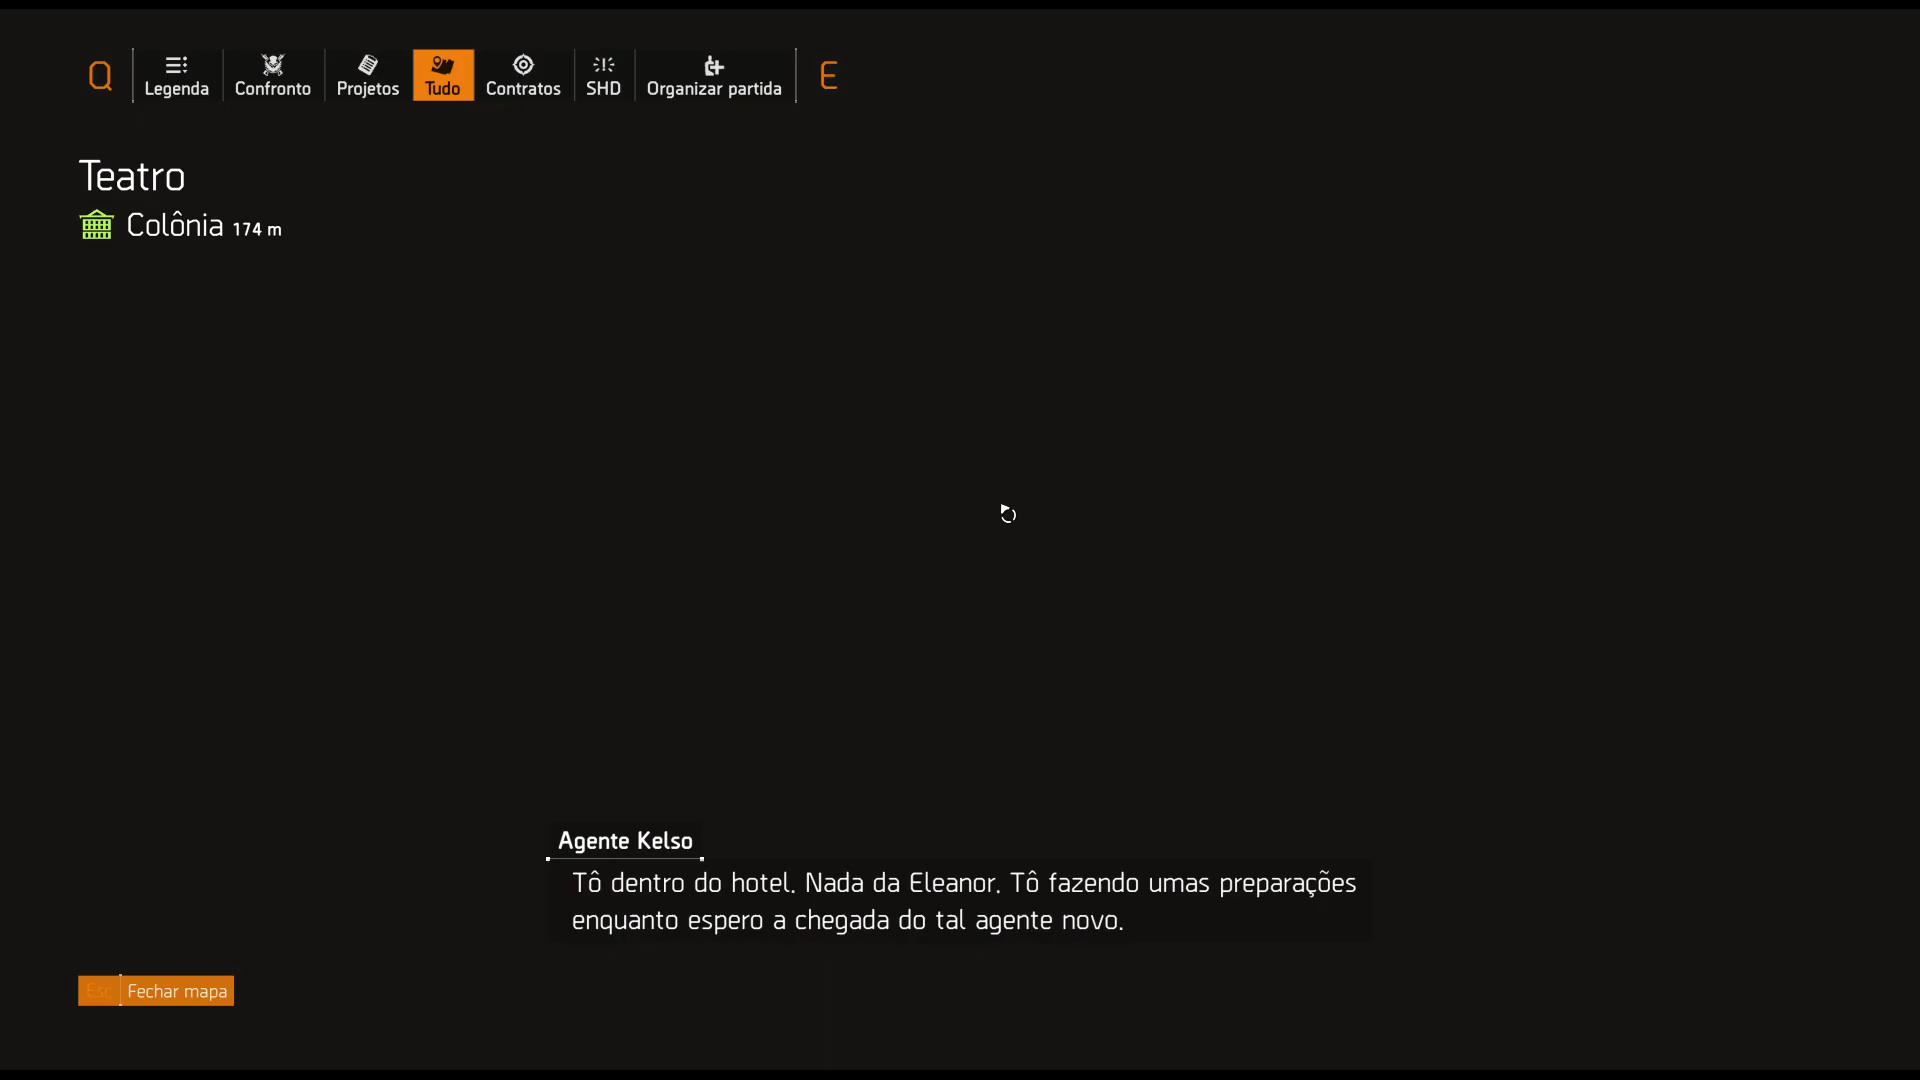 Q
Legenda
Confronto
Projetos
Tudo
Contratos
SHD
Organizar partida
E
Teatro
Colônia 174 m
Agente Kelso
Tô dentro do hotel. Nada da Eleanor. Tô fazendo umas preparações
enquanto espero a chegada do tal agente novo.
Esc Fechar mapa